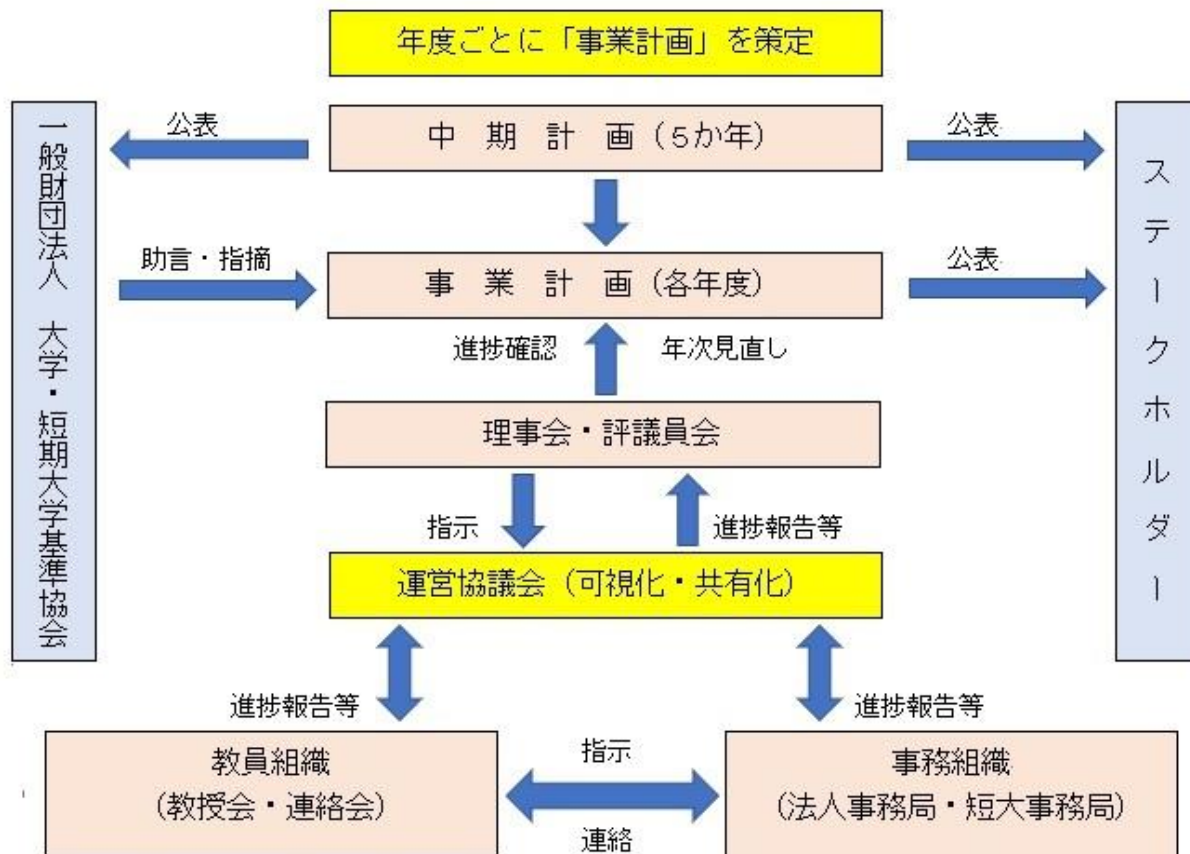 年度ごとに「事業計画」を策定
一般財団法人 大学・短期大学基準協会
公表
中期計画(5か年)
公表
ステークホルダー
助言・指摘
事業計画(各年度)
公表
進捗確認
年次見直し
理事会・評議員会
指示
進捗報告等
運営協議会(可視化・共有化)
進捗報告等
進捗報告等
教員組織
(教授会・連絡会)
指示
連絡
事務組織
(法人事務局・短大事務局)